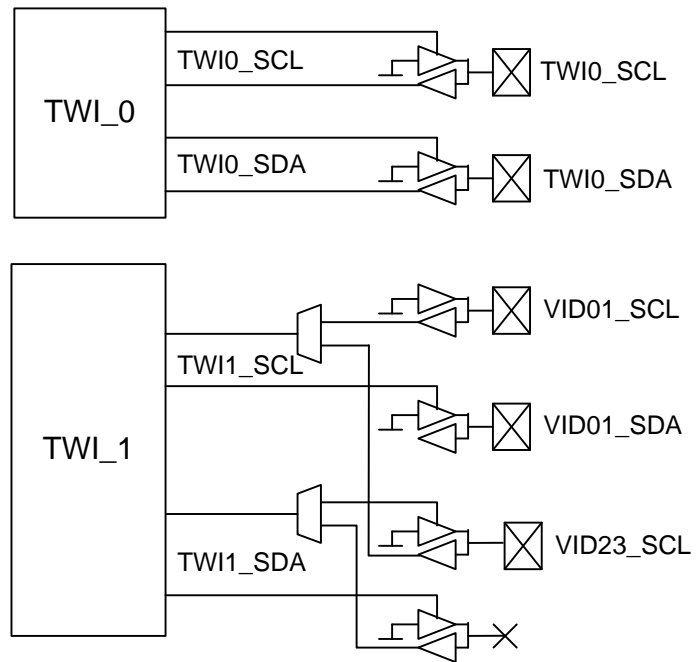 TWI_0
TWI0_SCL
TWI0_SCL
TWI0_SDA
TWI0_SDA
TWI_1
TWI1_SCL
VID01_SCL
VID01_SDA
TWI1_SDA
VID23_SCL